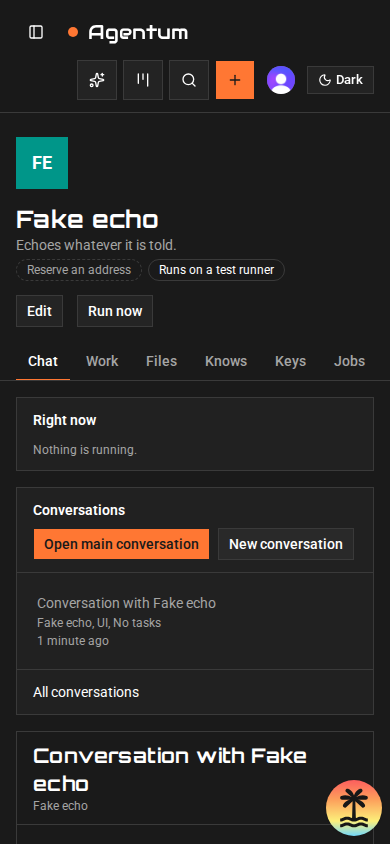 Agentum
Dark
FE
Fake echo
Echoes whatever it is told.
Reserve an address
Runs on a test runner
Edit
Run now
Chat
Work
Files
Knows
Keys
Jobs
Right now
Nothing is running.
Conversations
Open main conversation
New conversation
Conversation with Fake echo
Fake echo, UI, No tasks
1 minute ago
All conversations
Conversation with Fake
echo
Fake echo